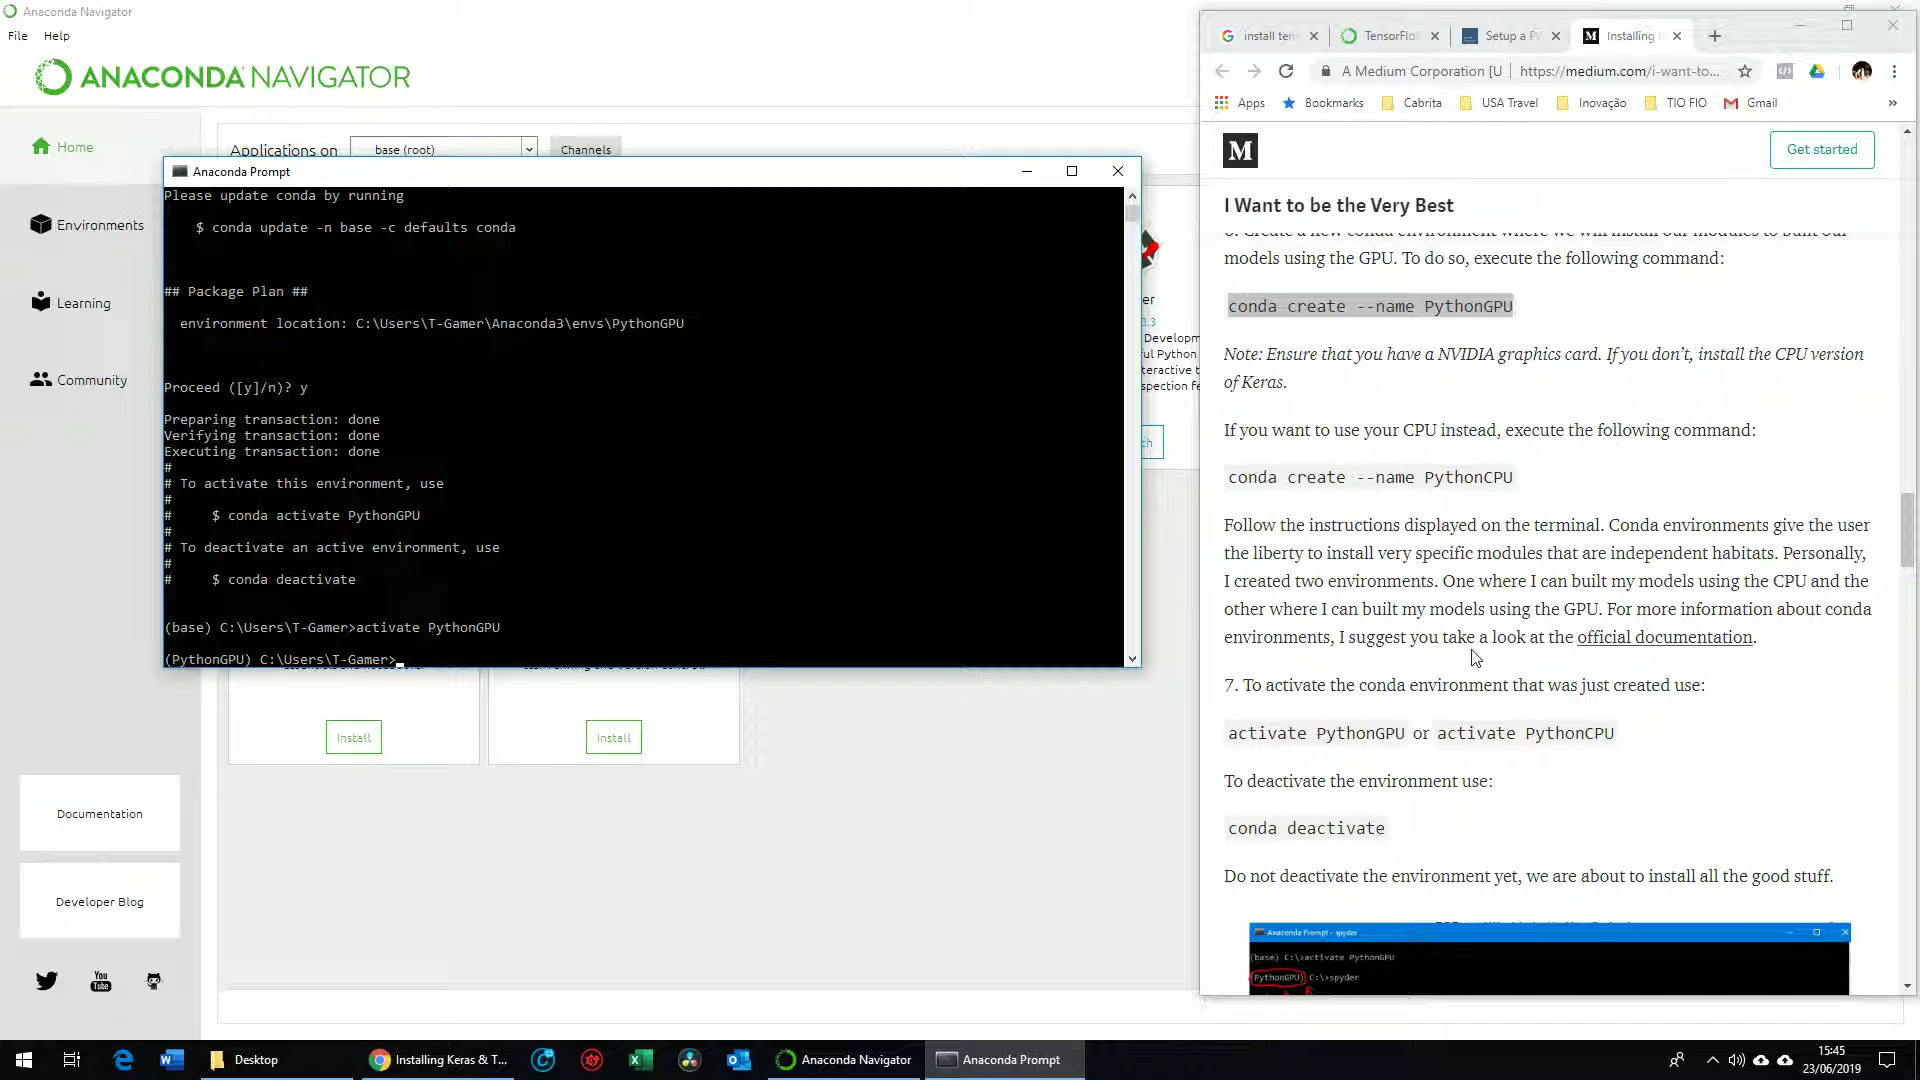 Anaconda Navigator
File Help
ANACONDA NAVIGATOR
Home
Environments
Learning
Community
Documentation
Developer Blog
You Tube
Applications on base (root) Channels
Install
Install
Anaconda Prompt
Please update conda by running
$ conda update -n base -c defaults conda
## Package Plan ##
environment location: C:\Users\T-Gamer\Anaconda3\envs\PythonGPU
Proceed ([y]/n)? y
Preparing transaction: done
Verifying transaction: done
Executing transaction: done
#
# To activate this environment, use
#
# $ conda activate PythonGPU
#
# To deactivate an active environment, use
#
# $ conda deactivate
(base) C:\Users\T-Gamer>activate PythonGPU
(PythonGPU) C:\Users\T-Gamer>
install ten TensorFlo Setup a Py Installing
A Medium Corporation [U https://medium.com/i-want-to...
Apps Bookmarks Cabrita USA Travel Inovação TIO FIO Gmail »
M Get started
I Want to be the Very Best
models using the GPU. To do so, execute the following command:
conda create --name PythonGPU
Note: Ensure that you have a NVIDIA graphics card. If you don’t, install the CPU version
of Keras.
If you want to use your CPU instead, execute the following command:
conda create --name PythonCPU
Follow the instructions displayed on the terminal. Conda environments give the user
the liberty to install very specific modules that are independent habitats. Personally,
I created two environments. One where I can built my models using the CPU and the
other where I can built my models using the GPU. For more information about conda
environments, I suggest you take a look at the official documentation.
7. To activate the conda environment that was just created use:
activate PythonGPU or activate PythonCPU
To deactivate the environment use:
conda deactivate
Do not deactivate the environment yet, we are about to install all the good stuff.
Anaconda Prompt - spyder
(base) C:\>activate PythonGPU
(PythonGPU) C:\>spyder
Desktop Installing Keras & T... Anaconda Navigator Anaconda Prompt
15:45
23/06/2019